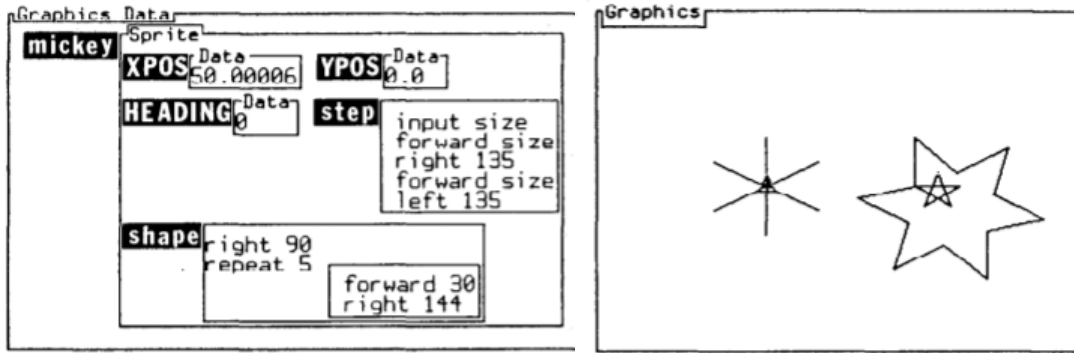 Graphics Data
mickey
Sprite
XPOS
Data
50.00006
YPOS
Data
0.0
HEADING
Data
0
step
input size
forward size
right 135
forward size
left 135
shape
right 90
repeat 5
forward 30
right 144
Graphics